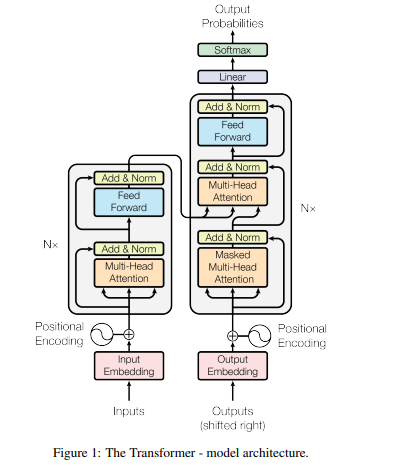 Output
Probabilities
Softmax
Linear
Add & Norm
Feed
Forward
Add & Norm
Multi-Head
Attention
Add & Norm
Masked
Multi-Head
Attention
Nx
Add & Norm
Feed
Forward
Add & Norm
Multi-Head
Attention
Nx
Positional
Encoding
Positional
Encoding
Input
Embedding
Output
Embedding
Inputs
Outputs
(shifted right)
Figure 1: The Transformer - model architecture.